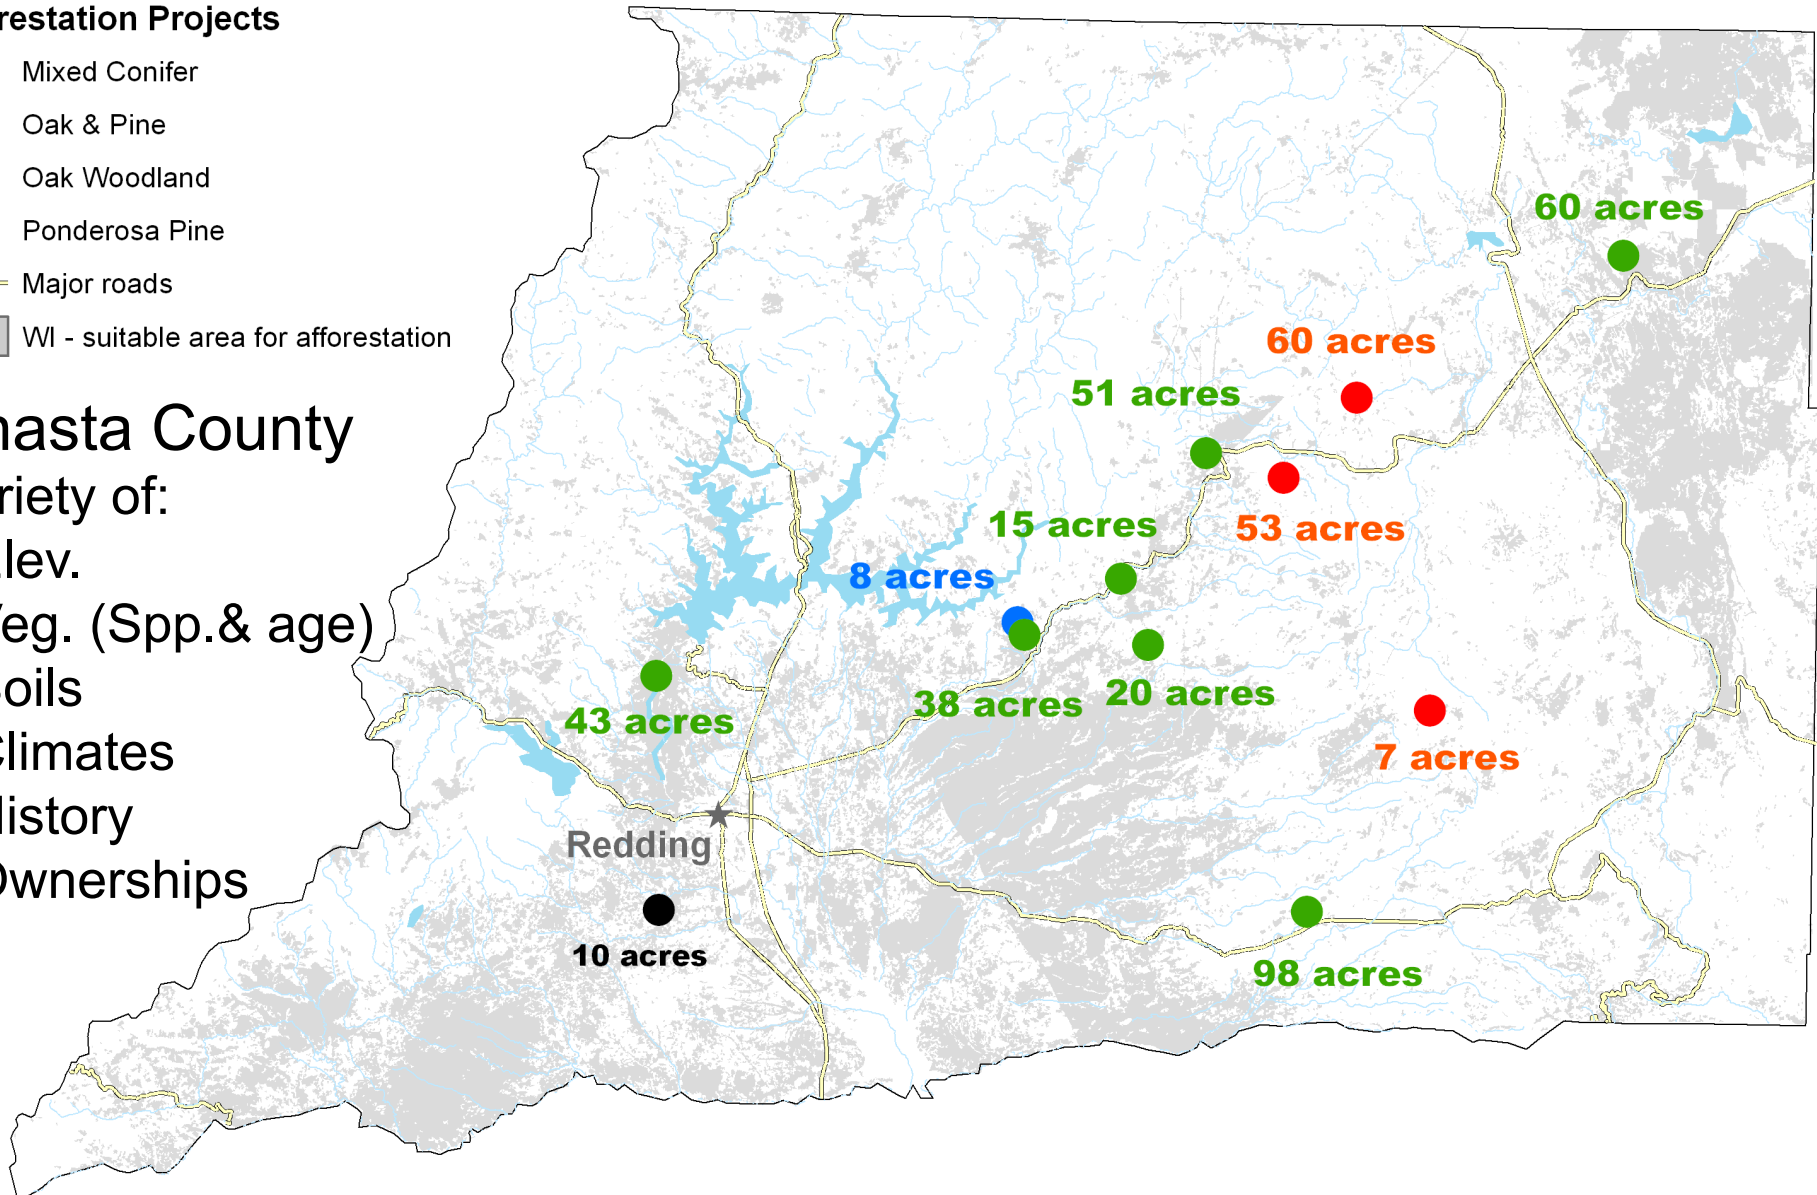 restation Projects
Mixed Conifer
Oak & Pine
Oak Woodland
Ponderosa Pine
Major roads
WI - suitable area for afforestation
hasta County
riety of:
lev.
eg. (Spp.& age)
oils
Climates
istory
Ownerships
60 acres
60 acres
51 acres
53 acres
15 acres
8 acres
43 acres
38 acres
20 acres
7 acres
Redding
10 acres
98 acres